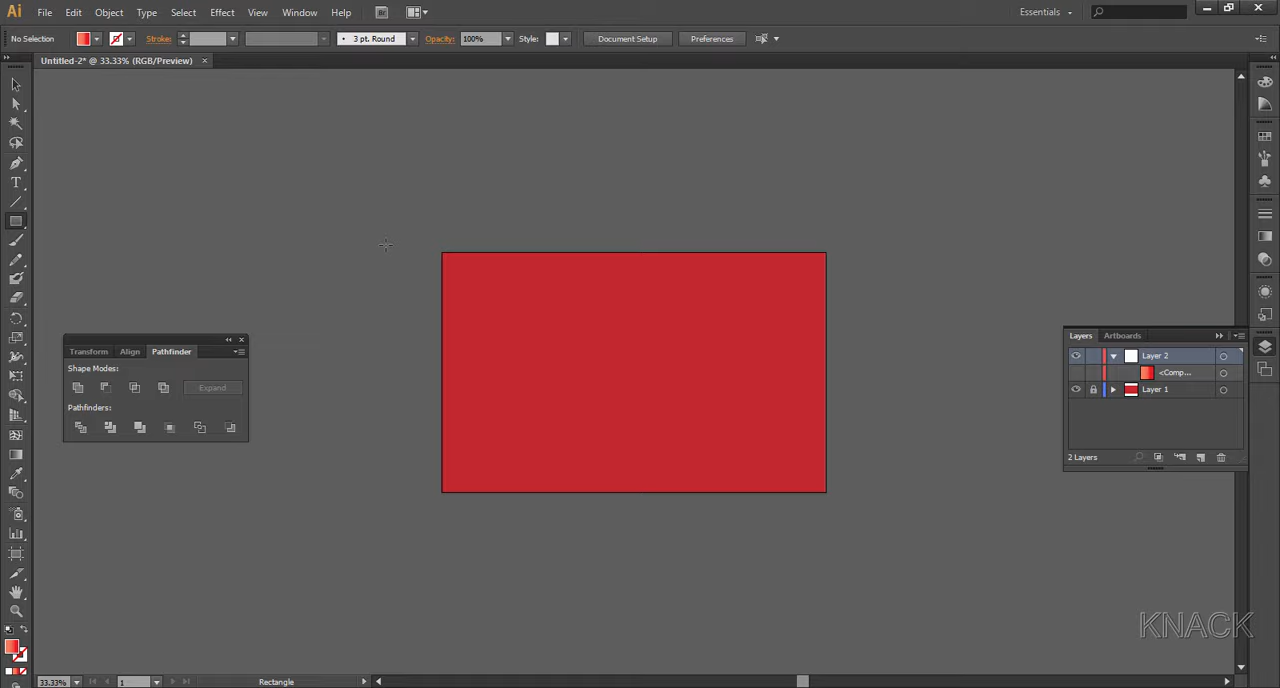 Ai File Edit Object Type Select Effect View Window Help Br Essentials
No Selection Stroke: 3 pt. Round Opacity: 100% Style: Document Setup Preferences
Untitled-2* @ 33.33% (RGB/Preview)
T
Transform Align Pathfinder
Shape Modes:
Expand
Pathfinders:
Layers Artboards
Layer 2
<Comp...
Layer 1
2 Layers
KNACK
33.33% 1 Rectangle